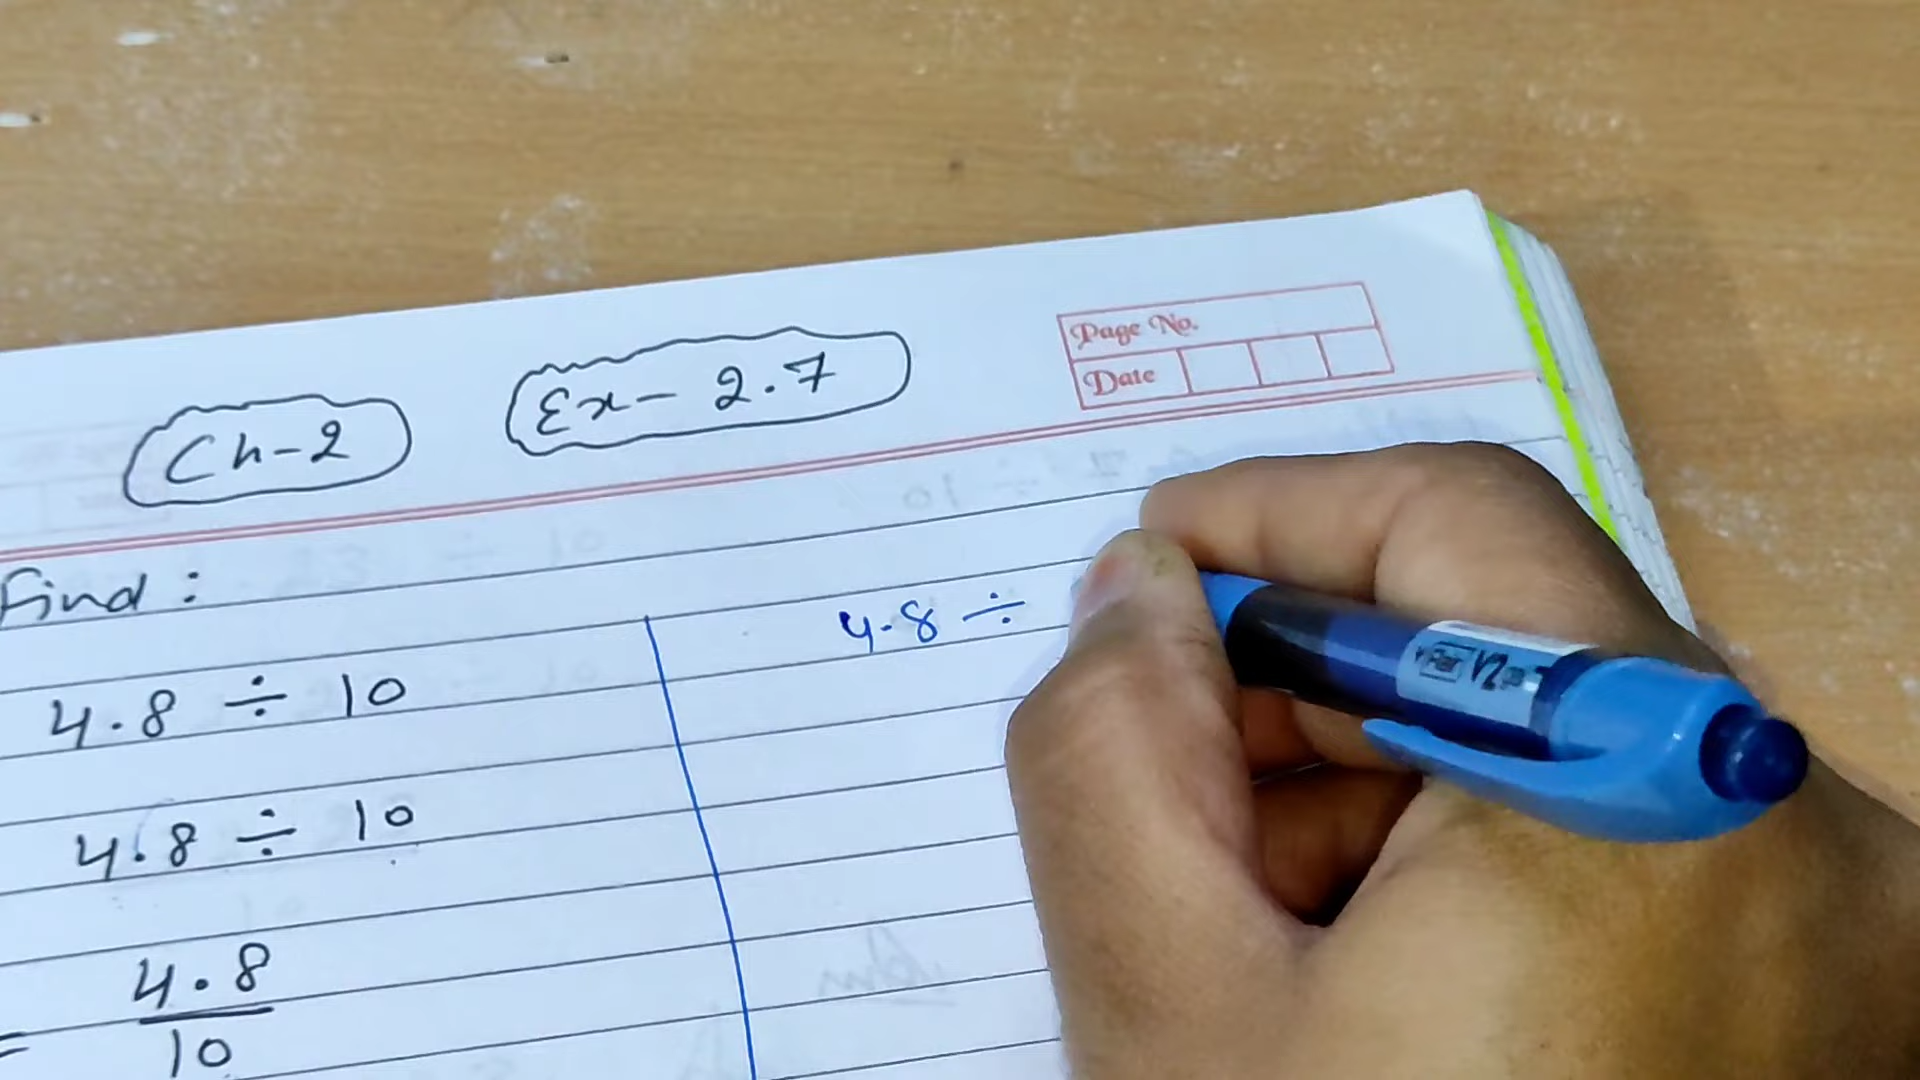 Ch-2 Ex- 2.7
Page No.
Date
Find :
4.8 ÷ 10
4.8 ÷ 10
= 4.8
10
4.8 ÷
V2